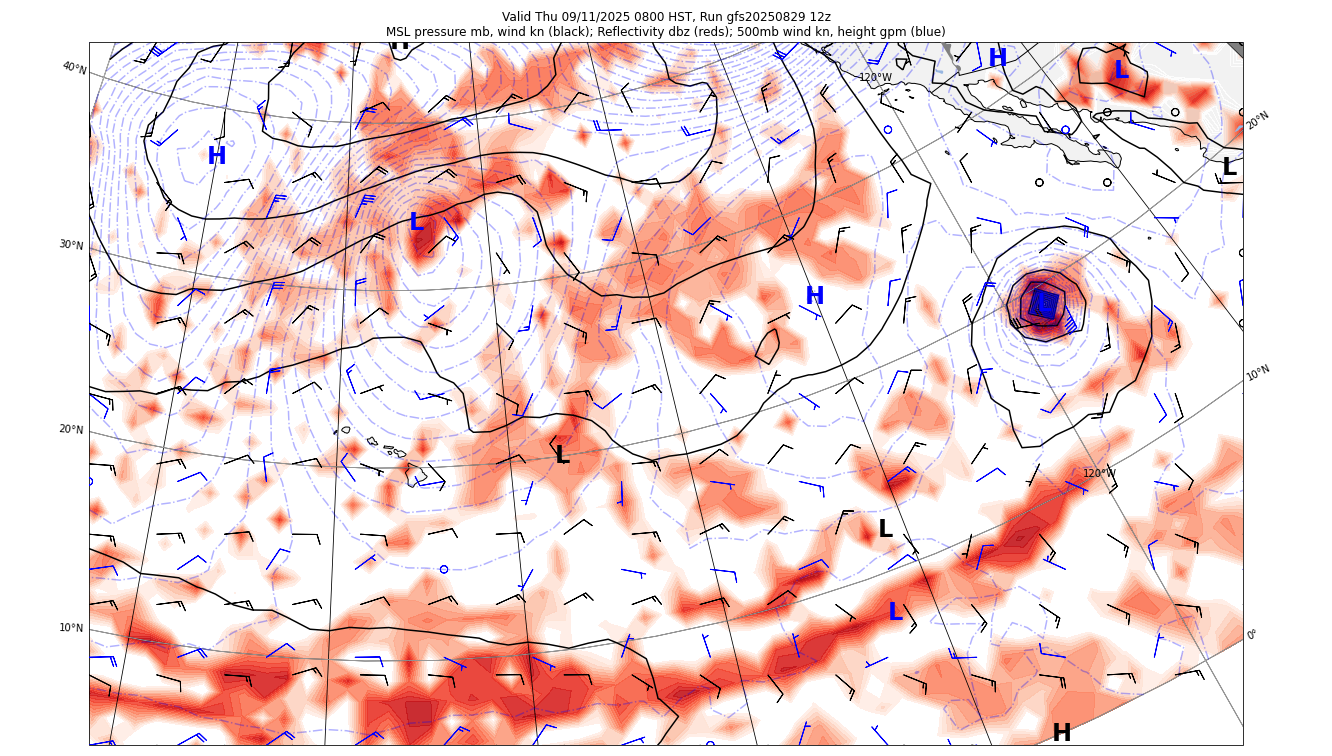 Valid Thu 09/11/2025 0800 HST, Run gfs20250829 12z
MSL pressure mb, wind kn (black); Reflectivity dbz (reds); 500mb wind kn, height gpm (blue)
H
H
L
40°N
120°W
20°N
H
L
L
30°N
H
10°N
20°N
L
120°W
L
L
10°N
0°
H